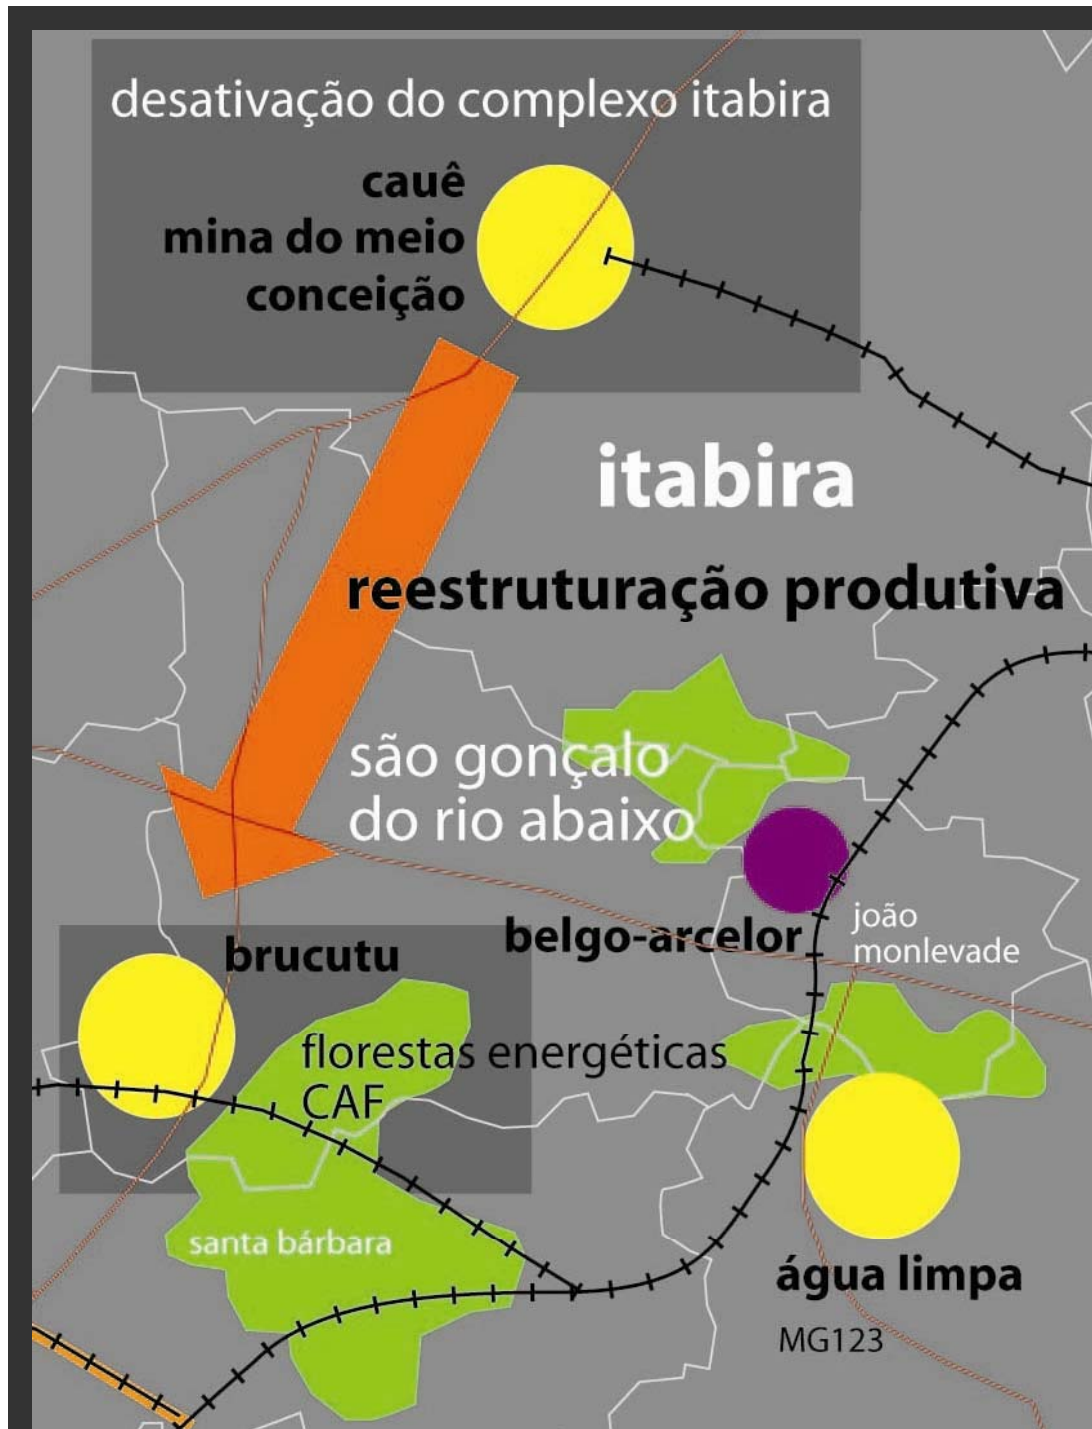 desativação do complexo itabira
cauê
mina do meio
conceição
itabira
reestruturação produtiva
são gonçalo
do rio abaixo
belgo-arcelor
joão
monlevade
brucutu
florestas energéticas
CAF
santa bárbara
água limpa
MG123